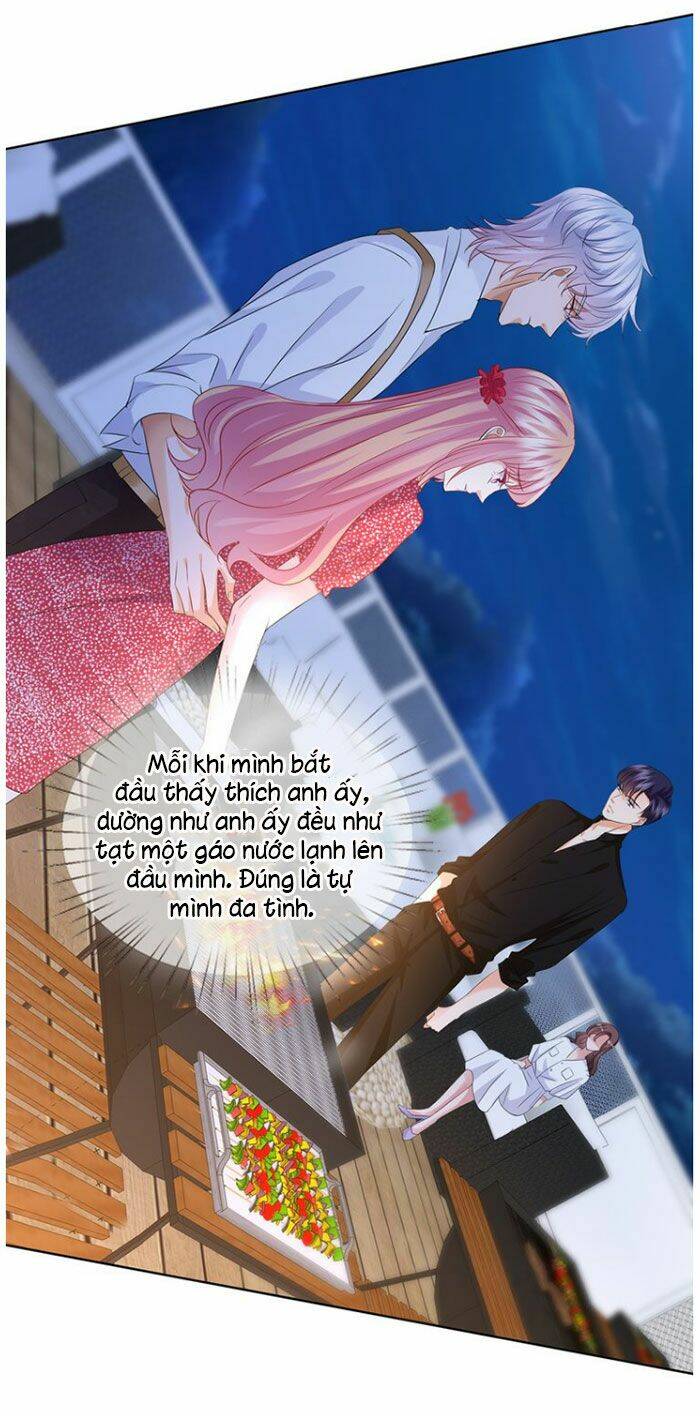 Mỗi khi mình bắt
đầu thấy thích anh ấy,
dường như anh ấy đều như
tạt một gáo nước lạnh lên
đầu mình. Đúng là tự
mình đa tình.